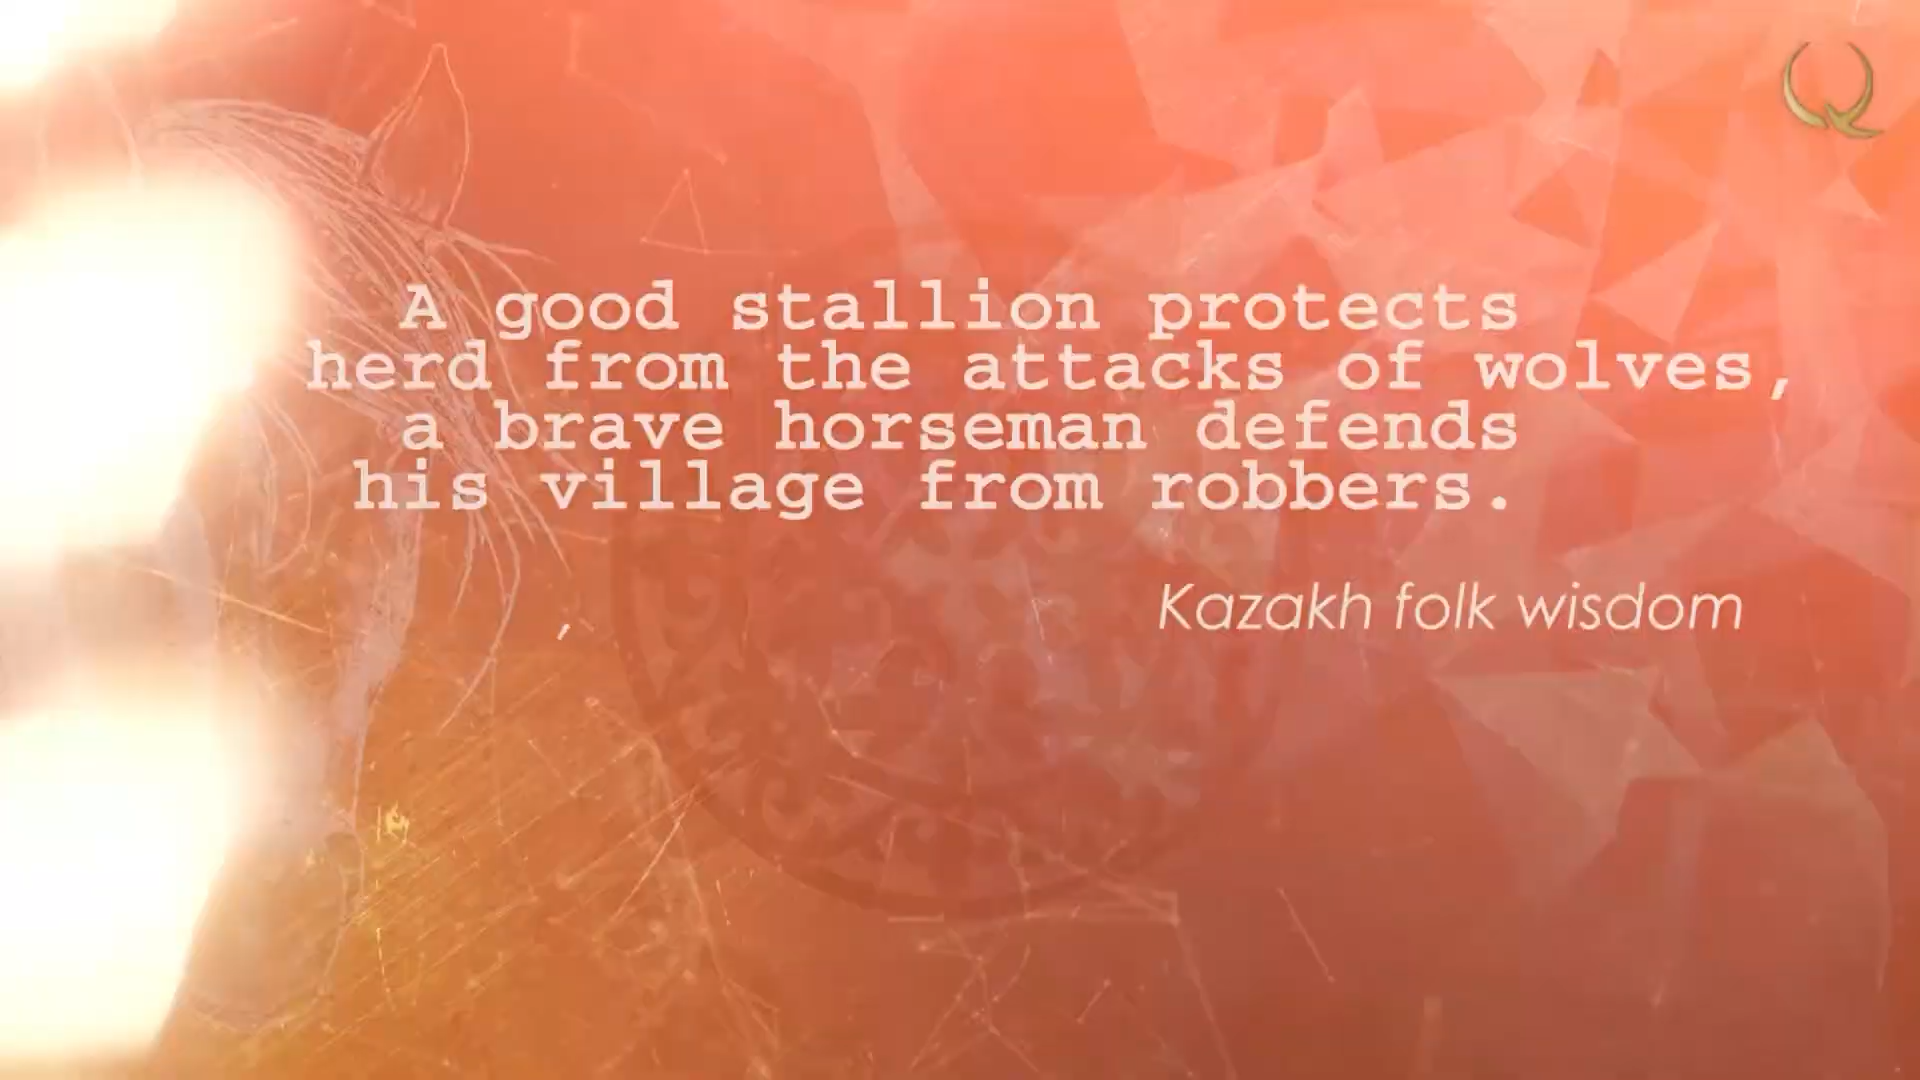 A good stallion protects
herd from the attacks of wolves,
a brave horseman defends
his village from robbers.
Kazakh folk wisdom